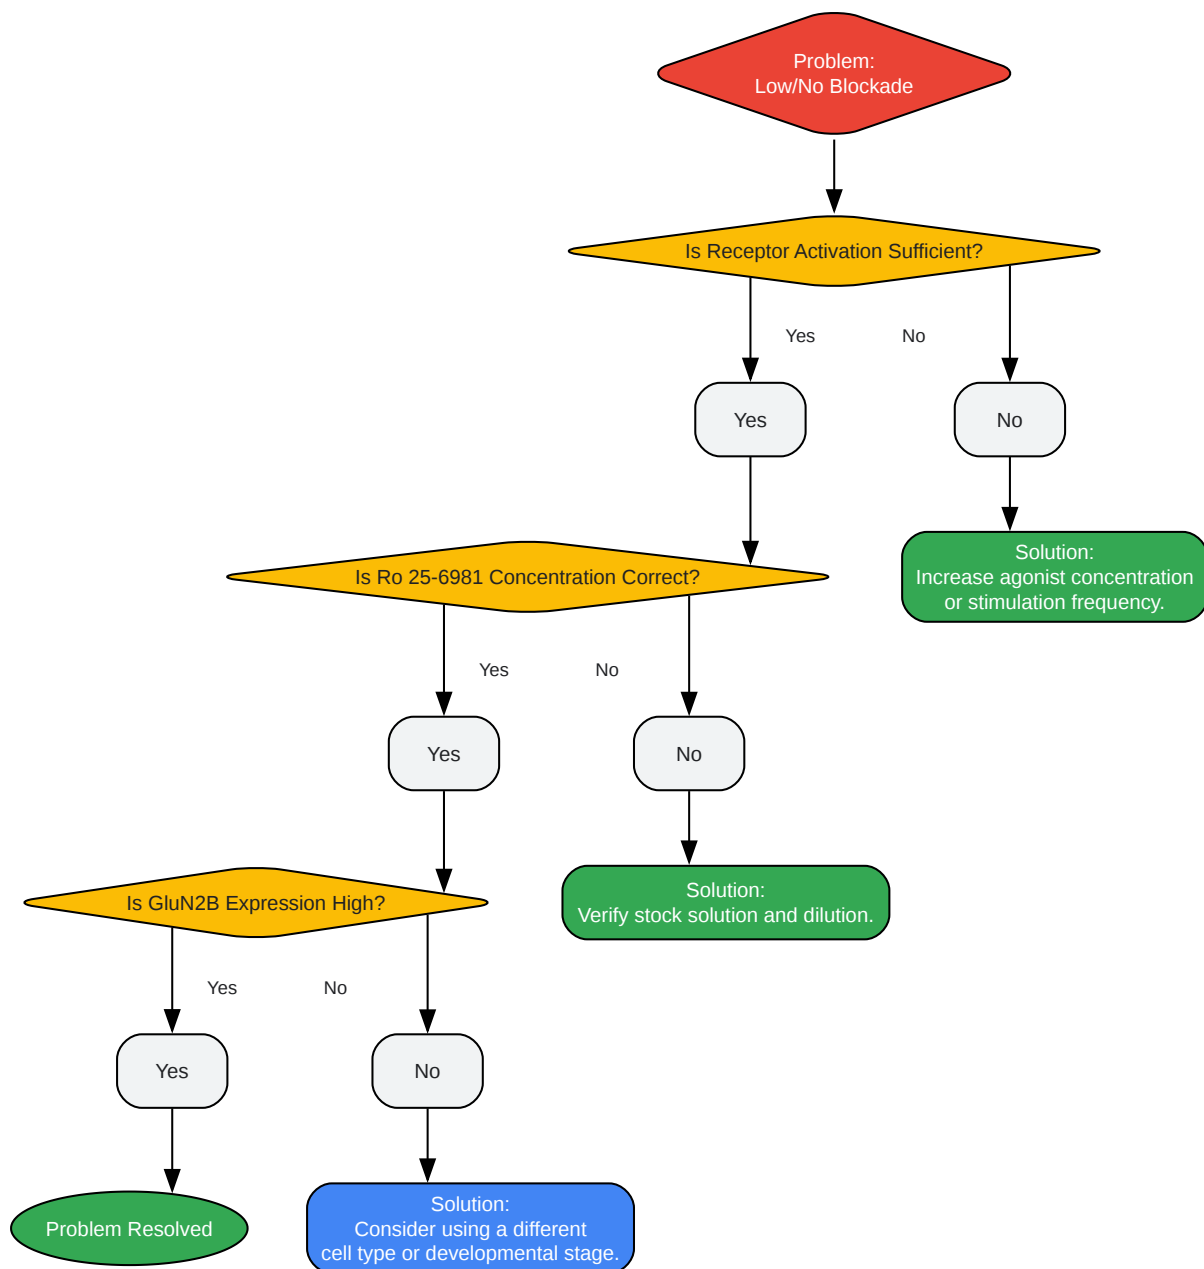 Problem:
Low/No Blockade
Is Receptor Activation Sufficient?
Yes
No
Yes
No
Solution:
Increase agonist concentration
or stimulation frequency.
Is Ro 25-6981 Concentration Correct?
Yes
No
Yes
No
Solution:
Verify stock solution and dilution.
Is GluN2B Expression High?
Yes
No
Yes
No
Problem Resolved
Solution:
Consider using a different
cell type or developmental stage.